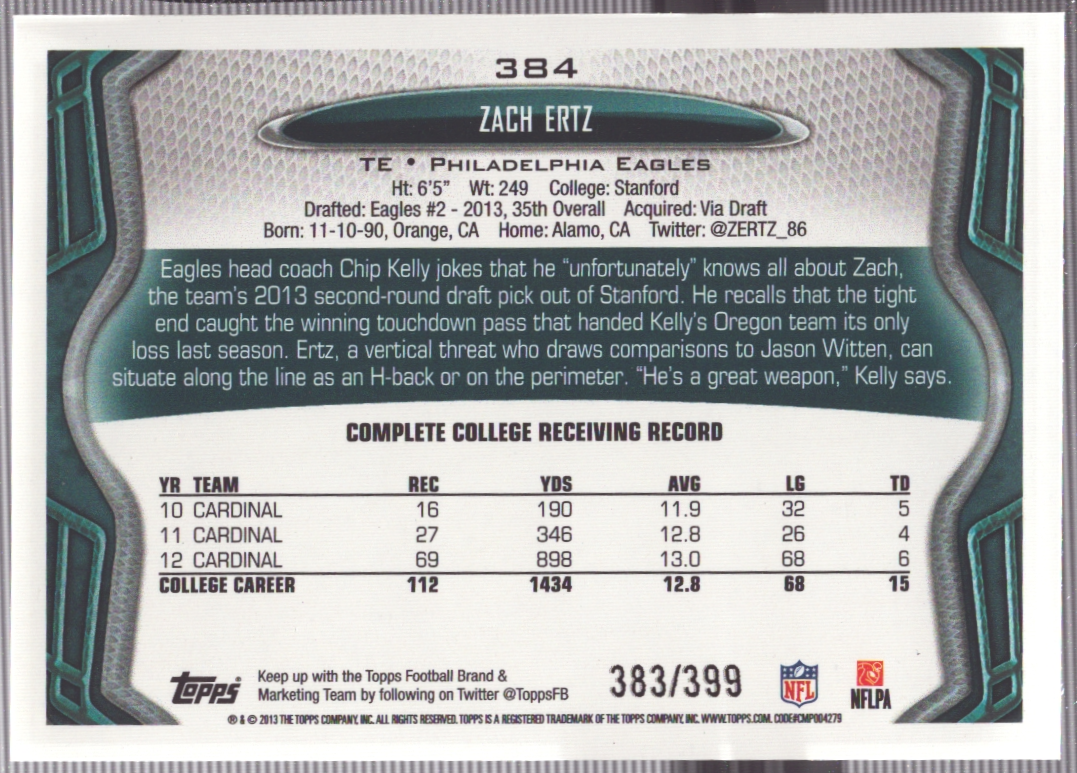 384
ZACH ERTZ
TE • PHILADELPHIA EAGLES
Ht: 6'5" Wt: 249 College: Stanford
Drafted: Eagles #2 - 2013, 35th Overall Acquired: Via Draft
Born: 11-10-90, Orange, CA Home: Alamo, CA Twitter: @ZERTZ_86
Eagles head coach Chip Kelly jokes that he “unfortunately” knows all about Zach,
the team's 2013 second-round draft pick out of Stanford. He recalls that the tight
end caught the winning touchdown pass that handed Kelly's Oregon team its only
loss last season. Ertz, a vertical threat who draws comparisons to Jason Witten, can
situate along the line as an H-back or on the perimeter. “He's a great weapon,” Kelly says.
COMPLETE COLLEGE RECEIVING RECORD
YR TEAM REC YDS AVG LG TD
10 CARDINAL 16 190 11.9 32 5
11 CARDINAL 27 346 12.8 26 4
12 CARDINAL 69 898 13.0 68 6
COLLEGE CAREER 112 1434 12.8 68 15
Topps
Keep up with the Topps Football Brand &
Marketing Team by following on Twitter @ToppsFB
383/399
NFL
NFLPA
® & © 2013 THE TOPPS COMPANY, INC. ALL RIGHTS RESERVED. TOPPS IS A REGISTERED TRADEMARK OF THE TOPPS COMPANY, INC. WWW.TOPPS.COM. CODE#CMP004279